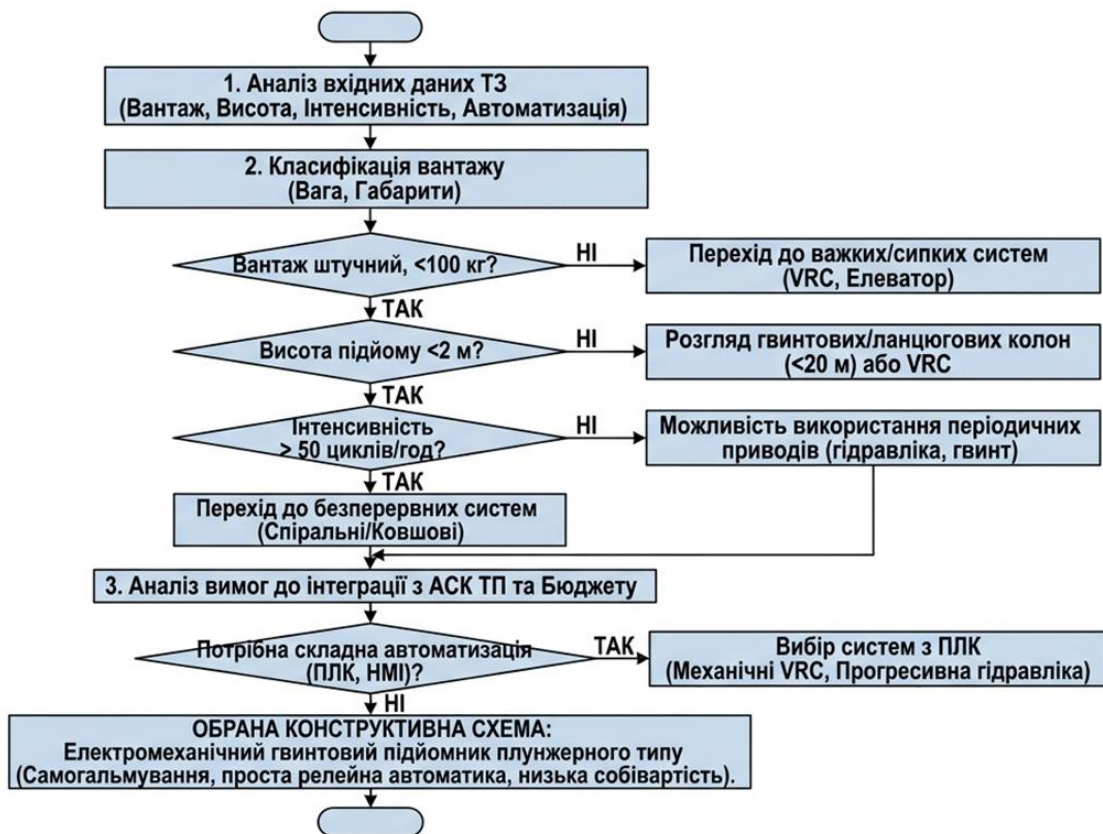 1. Аналіз вхідних даних ТЗ
(Вантаж, Висота, Інтенсивність, Автоматизація)
2. Класифікація вантажу
(Вага, Габарити)
Вантаж штучний, <100 кг?
НІ
Перехід до важких/сипких систем
(VRC, Елеватор)
ТАК
Висота підйому <2 м?
НІ
Розгляд гвинтових/ланцюгових колон
(<20 м) або VRC
ТАК
Інтенсивність
> 50 циклів/год?
НІ
Можливість використання періодичних
приводів (гідравліка, гвинт)
ТАК
Перехід до безперервних систем
(Спіральні/Ковшові)
3. Аналіз вимог до інтеграції з АСК ТП та Бюджету
Потрібна складна автоматизація
(ПЛК, HMI)?
ТАК
Вибір систем з ПЛК
(Механічні VRC, Прогресивна гідравліка)
НІ
ОБРАНА КОНСТРУКТИВНА СХЕМА:
Електромеханічний гвинтовий підйомник плунжерного типу
(Самогальмування, проста релейна автоматика, низька собівартість).